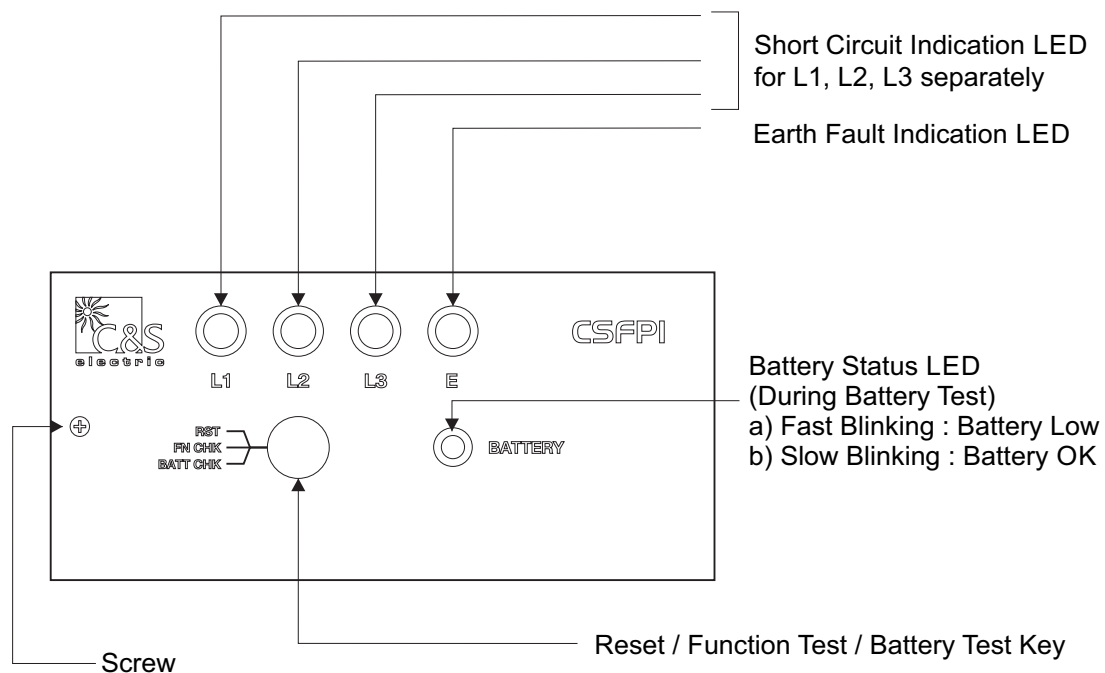 Short Circuit Indication LED
for L1, L2, L3 separately
Earth Fault Indication LED
C&S
electric
CSFPI
L1
L2
L3
E
Battery Status LED
(During Battery Test)
a) Fast Blinking : Battery Low
b) Slow Blinking : Battery OK
RST
FN CHK
BATT CHK
BATTERY
Reset / Function Test / Battery Test Key
Screw